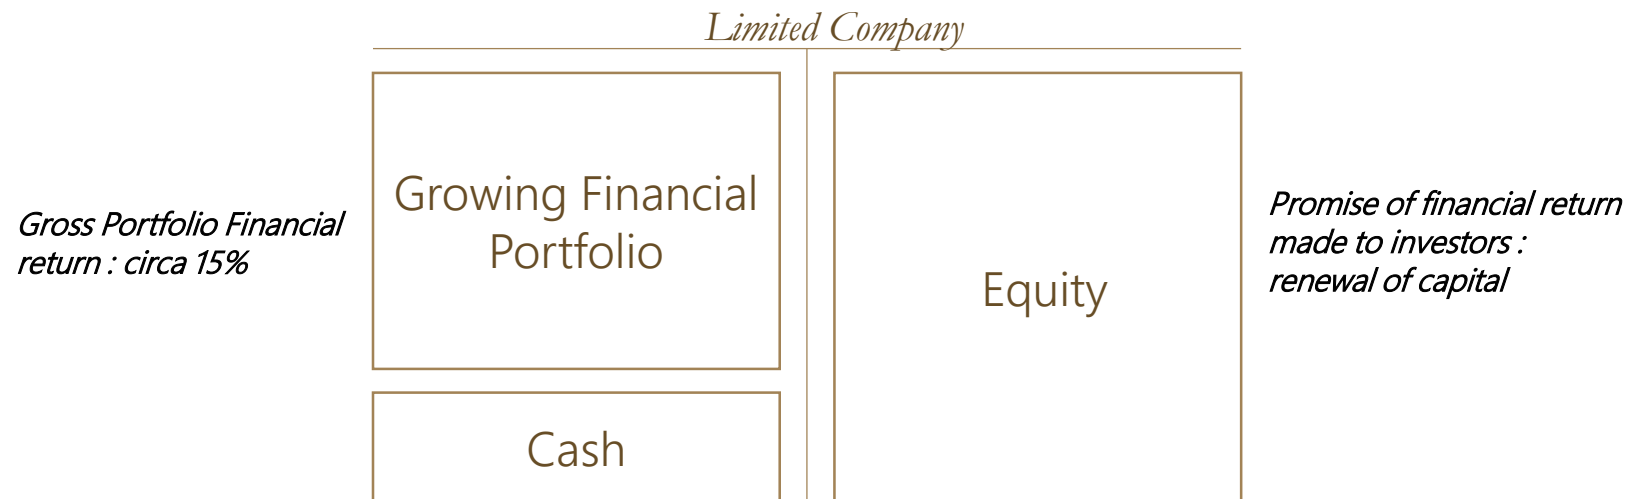 Limited Company
Growing Financial
Portfolio
Gross Portfolio Financial
return : circa 15%
Equity
Promise of financial return
made to investors :
renewal of capital
Cash